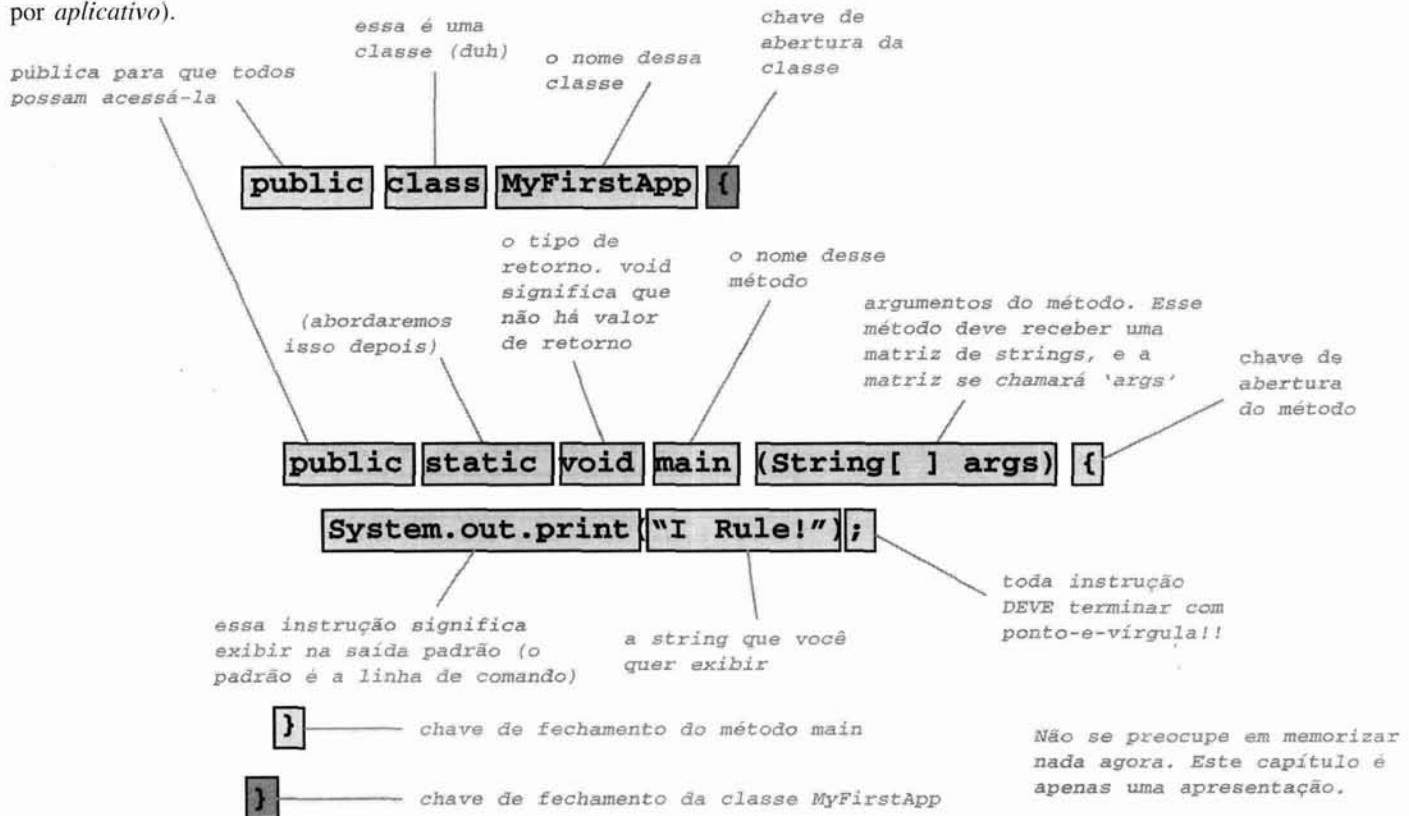 por aplicativo).
essa é uma
classe (duh)
chave de
abertura da
classe
o nome dessa
classe
pública para que todos
possam acessá-la
public class MyFirstApp {
o tipo de
retorno. void
significa que
não há valor
de retorno
o nome desse
método
(abordaremos
isso depois)
argumentos do método. Esse
método deve receber uma
matriz de strings, e a
matriz se chamará 'args'
chave de
abertura
do método
public static void main (String[ ] args) {
System.out.print("I Rule!");
toda instrução
DEVE terminar com
ponto-e-vírgula!!
essa instrução significa
exibir na saída padrão (o
padrão é a linha de comando)
a string que você
quer exibir
} chave de fechamento do método main
} chave de fechamento da classe MyFirstApp
Não se preocupe em memorizar
nada agora. Este capítulo é
apenas uma apresentação.